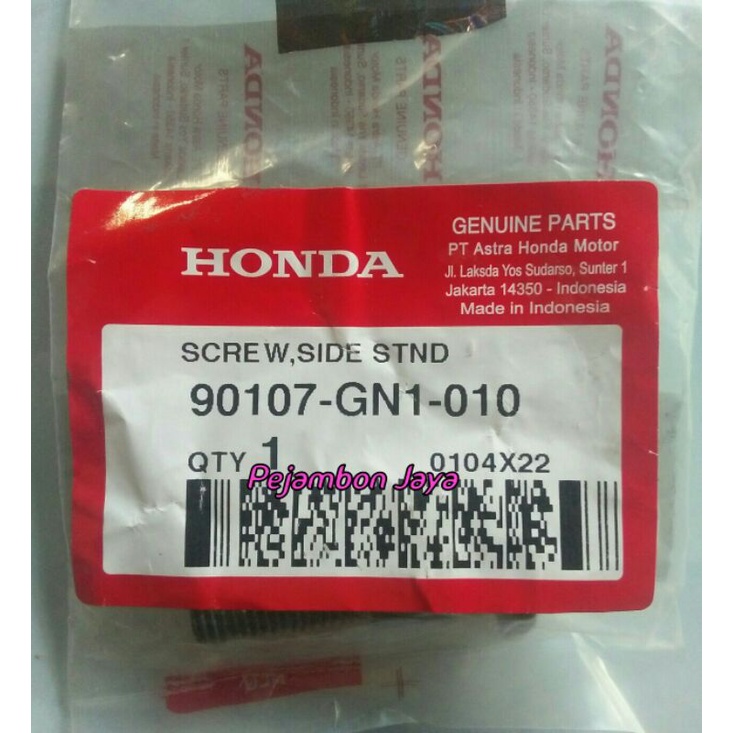 HONDA
GENUINE PARTS
PT Astra Honda Motor
Jl. Laksda Yos Sudarso, Sunter 1
Jakarta 14350 - Indonesia
Made in Indonesia
SCREW,SIDE STND
90107-GN1-010
QTY 1
0104X22
Pejambon Jaya